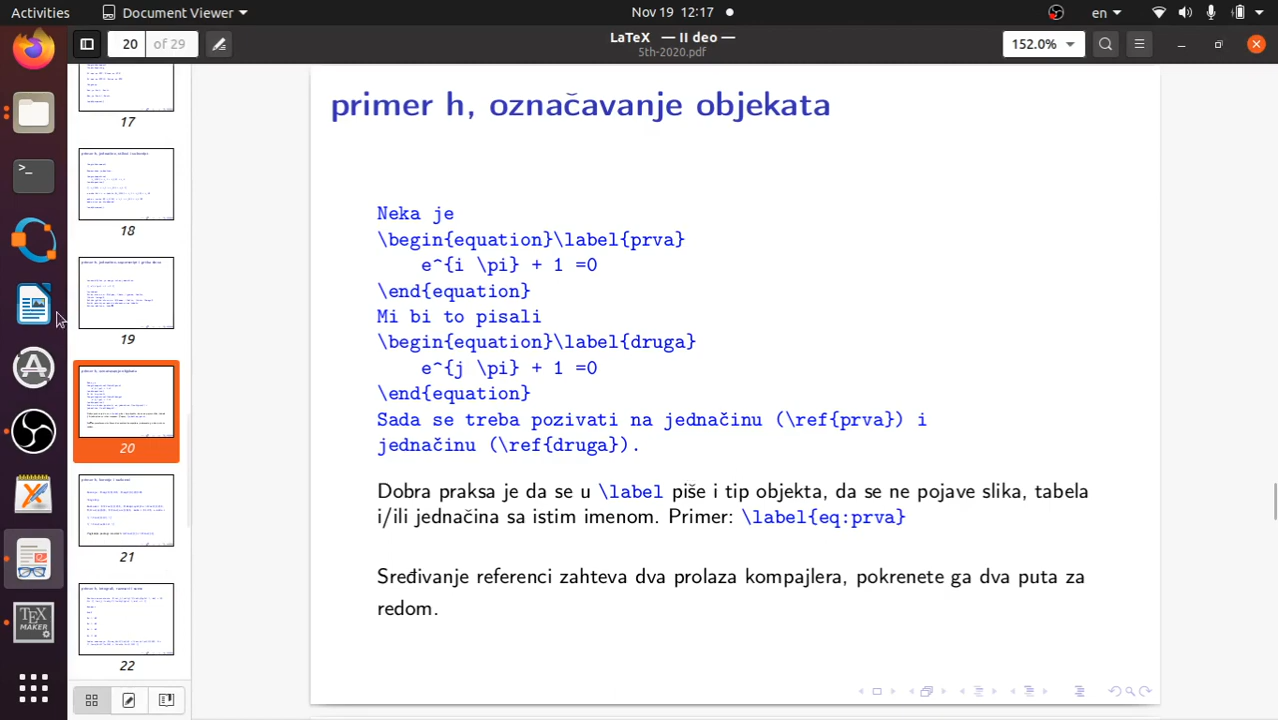 Activities
Document Viewer
Nov 19 12:17
en
20 of 29
LaTeX — II deo —
5th-2020.pdf
152.0%
17
18
19
20
21
22
>_
TEX
MAKER
primer h, označavanje objekata
Neka je
\begin{equation}\label{prva}
e^{i \pi} + 1 =0
\end{equation}
Mi bi to pisali
\begin{equation}\label{druga}
e^{j \pi} + 1 =0
\end{equation}
Sada se treba pozivati na jednačinu (\ref{prva}) i
jednačinu (\ref{druga}).
Dobra praksa je da se u \label piše i tip objekta, da se ne pojave slika, tabela
i/ili jednačina sa istim imenom. Primer: \label{eq:prva}
Sređivanje referenci zahteva dva prolaza kompajlera, pokrenete ga dva puta za
redom.